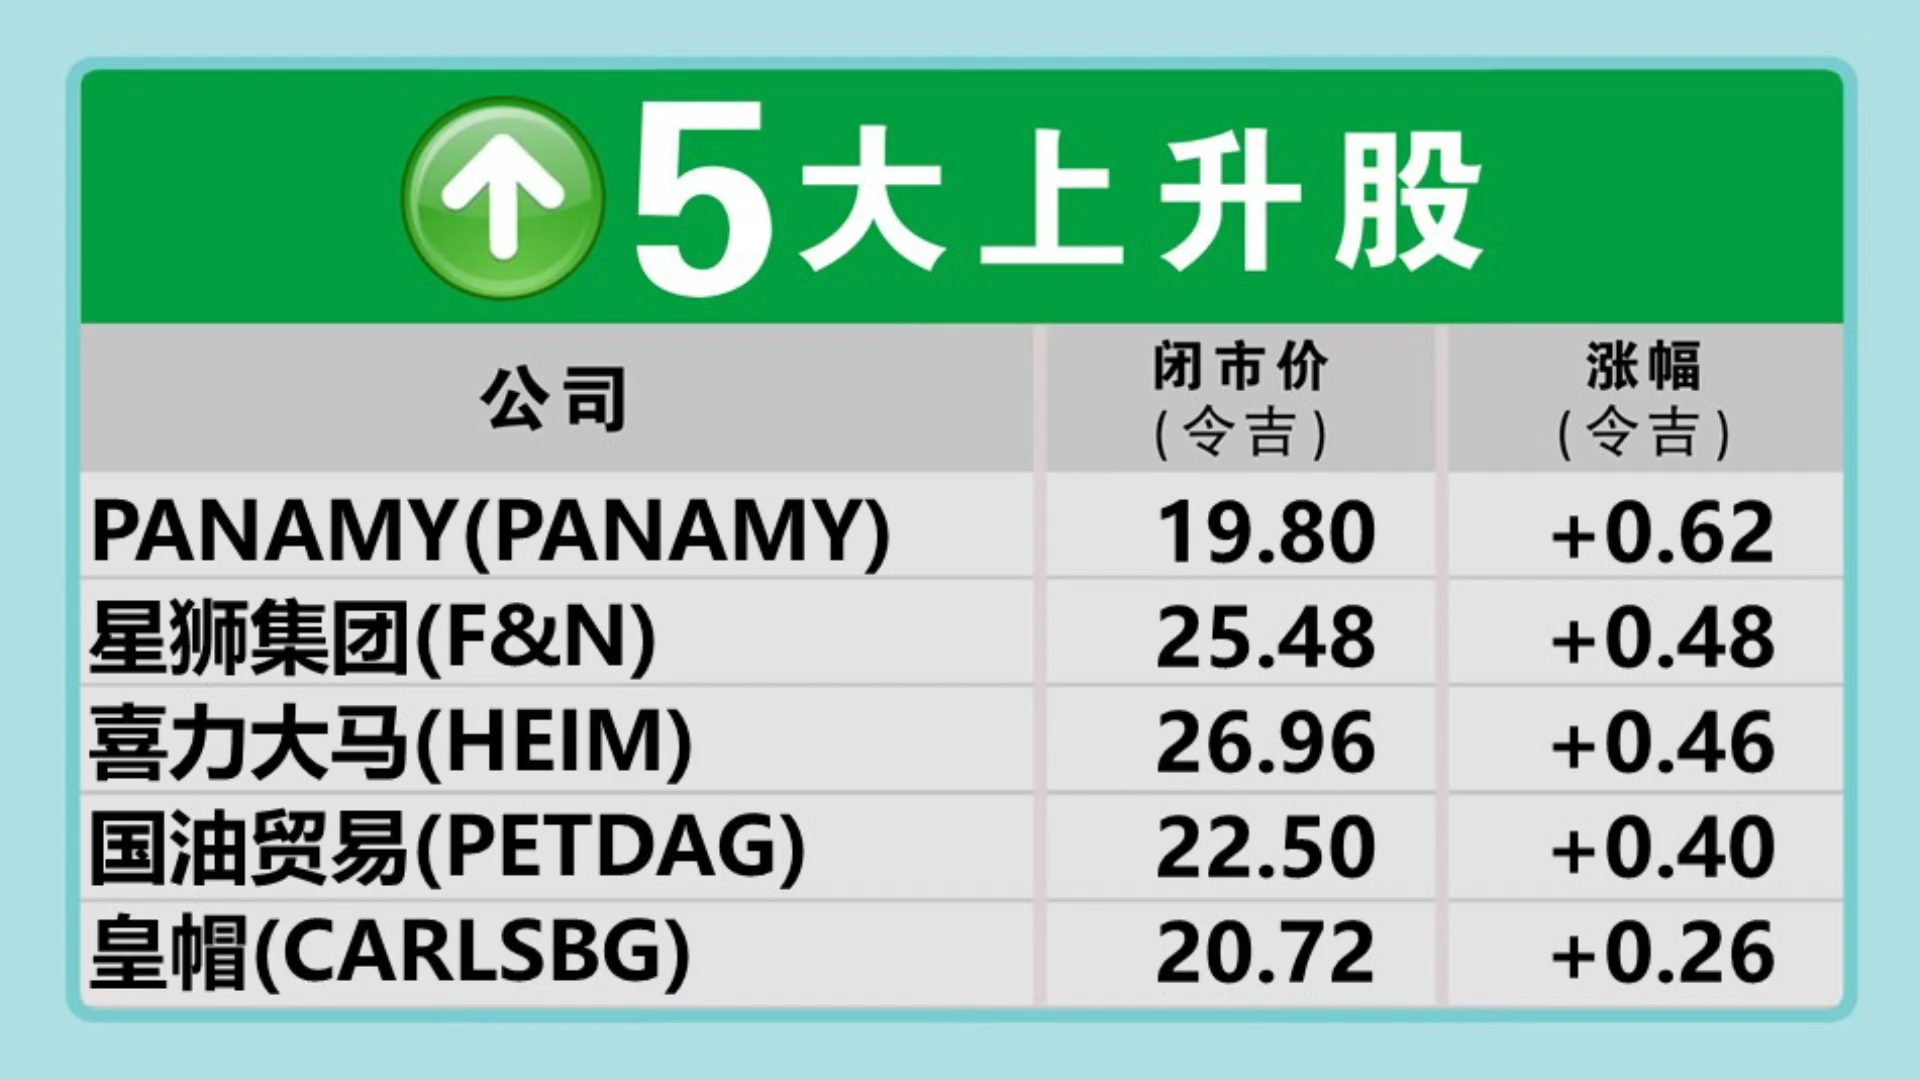 5大上升股
公司 闭市价 (令吉) 涨幅 (令吉)
PANAMY(PANAMY) 19.80 +0.62
星狮集团(F&N) 25.48 +0.48
喜力大马(HEIM) 26.96 +0.46
国油贸易(PETDAG) 22.50 +0.40
皇帽(CARLSBG) 20.72 +0.26